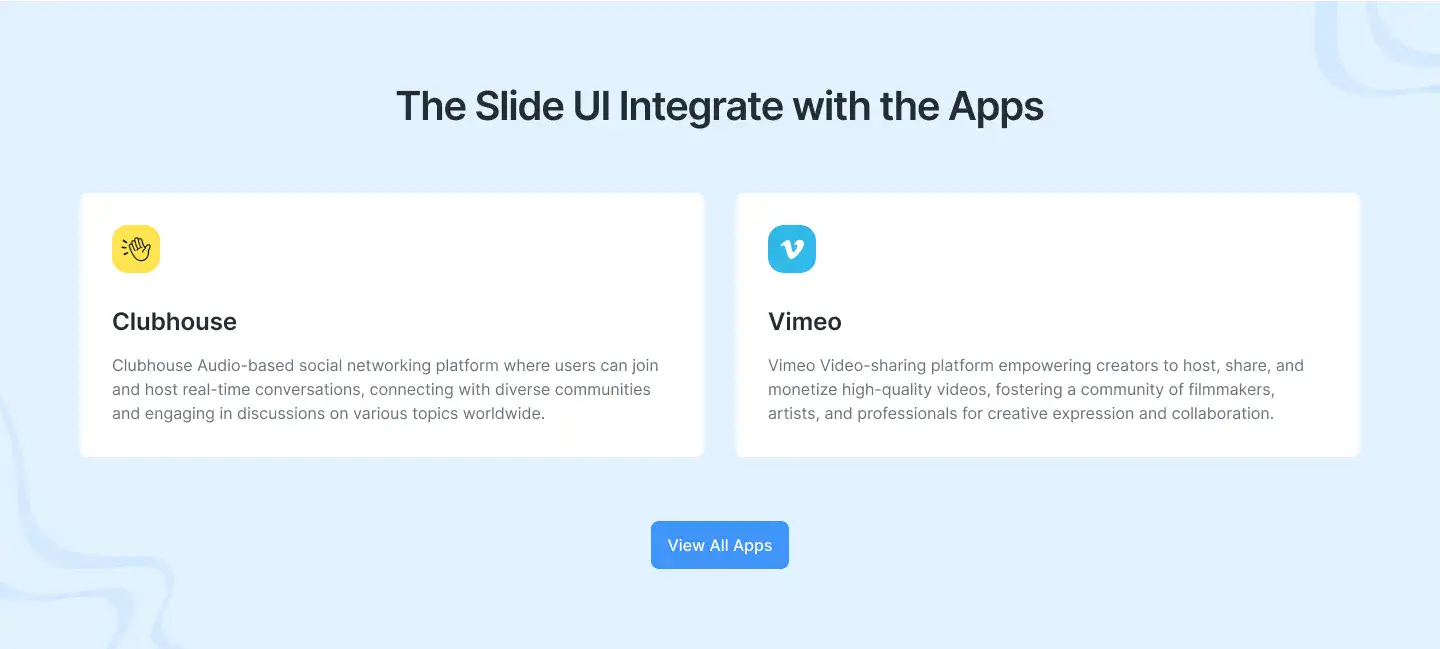 The Slide UI Integrate with the Apps
Clubhouse
Clubhouse Audio-based social networking platform where users can join
and host real-time conversations, connecting with diverse communities
and engaging in discussions on various topics worldwide.
Vimeo
Vimeo Video-sharing platform empowering creators to host, share, and
monetize high-quality videos, fostering a community of filmmakers,
artists, and professionals for creative expression and collaboration.
View All Apps